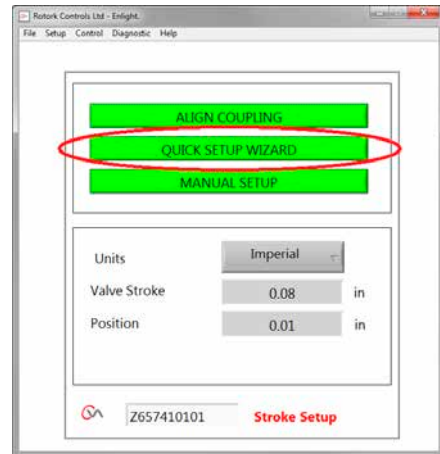 Rotork Controls Ltd - Enlight.
File Setup Control Diagnostic Help
ALIGN COUPLING
QUICK SETUP WIZARD
MANUAL SETUP
Units Imperial
Valve Stroke 0.08 in
Position 0.01 in
Z657410101 Stroke Setup